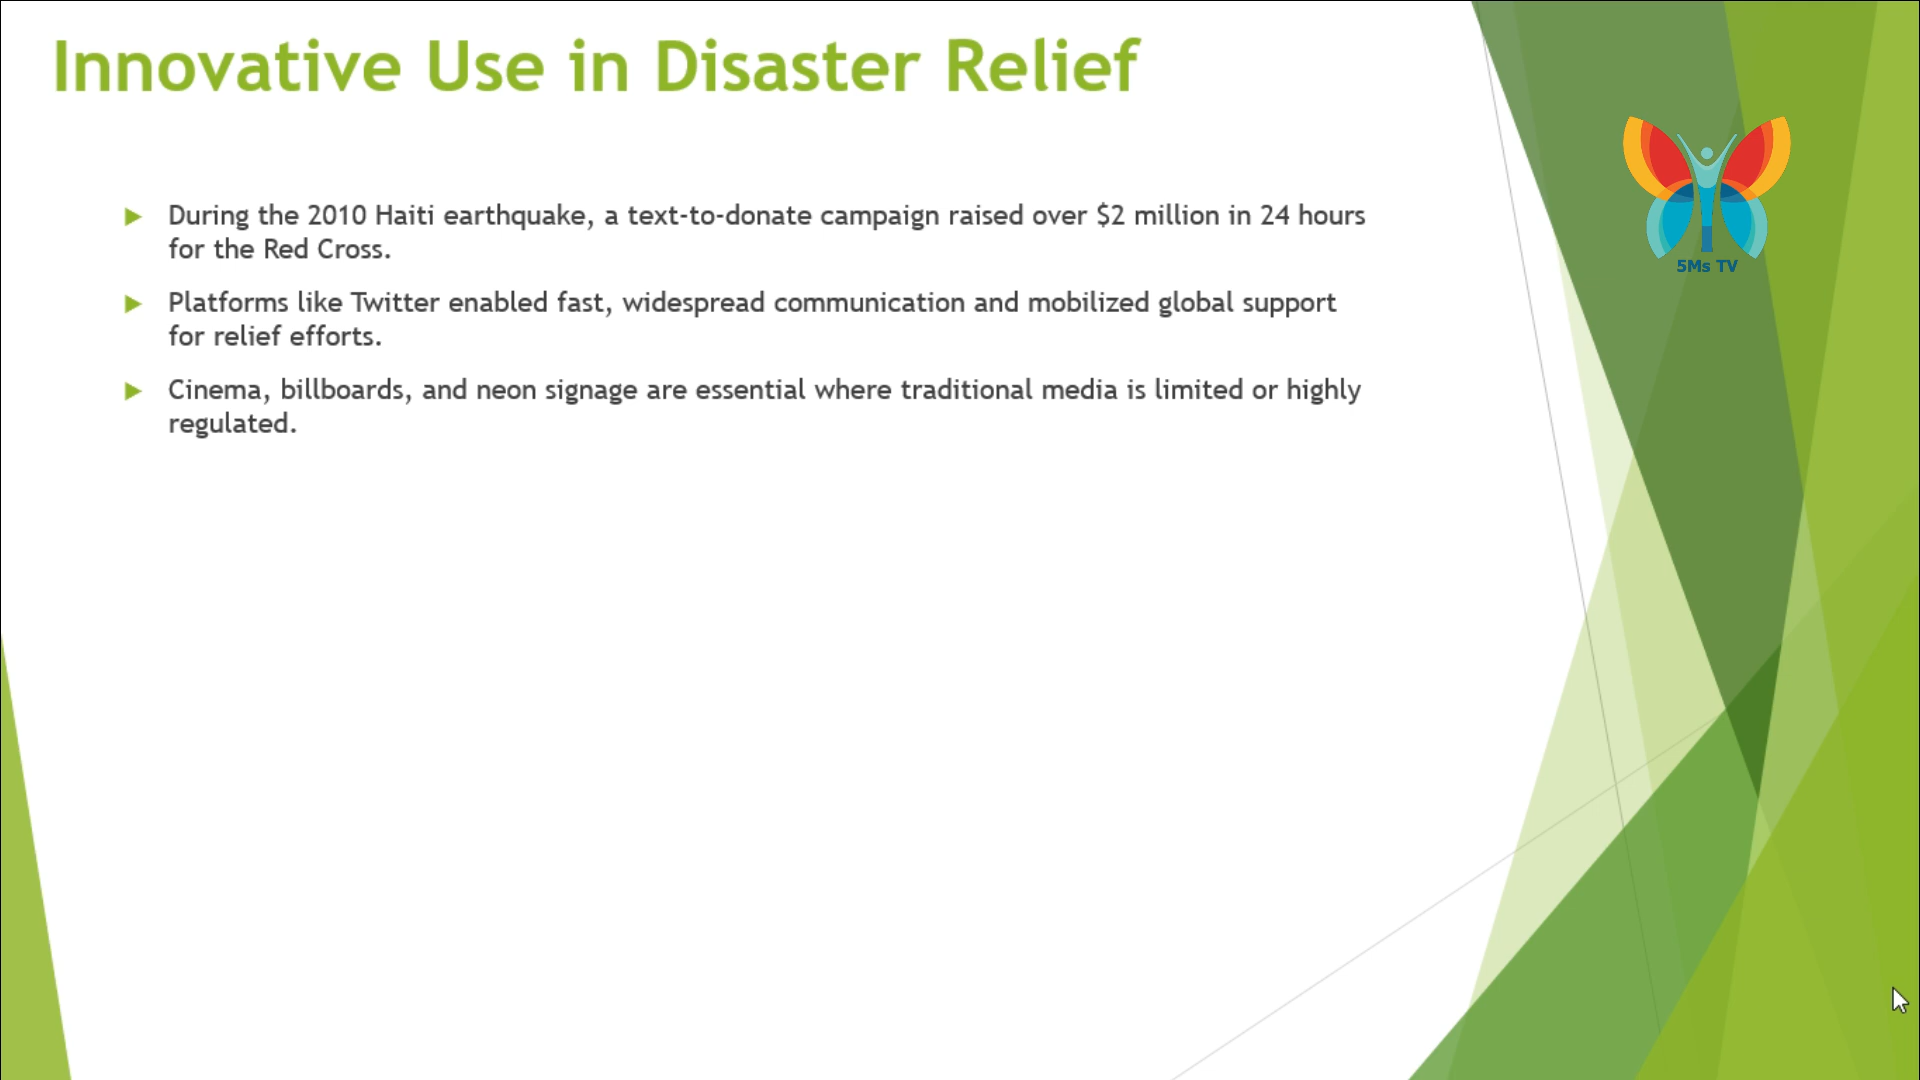 Innovative Use in Disaster Relief
During the 2010 Haiti earthquake, a text-to-donate campaign raised over $2 million in 24 hours
for the Red Cross.
Platforms like Twitter enabled fast, widespread communication and mobilized global support
for relief efforts.
Cinema, billboards, and neon signage are essential where traditional media is limited or highly
regulated.
5Ms TV